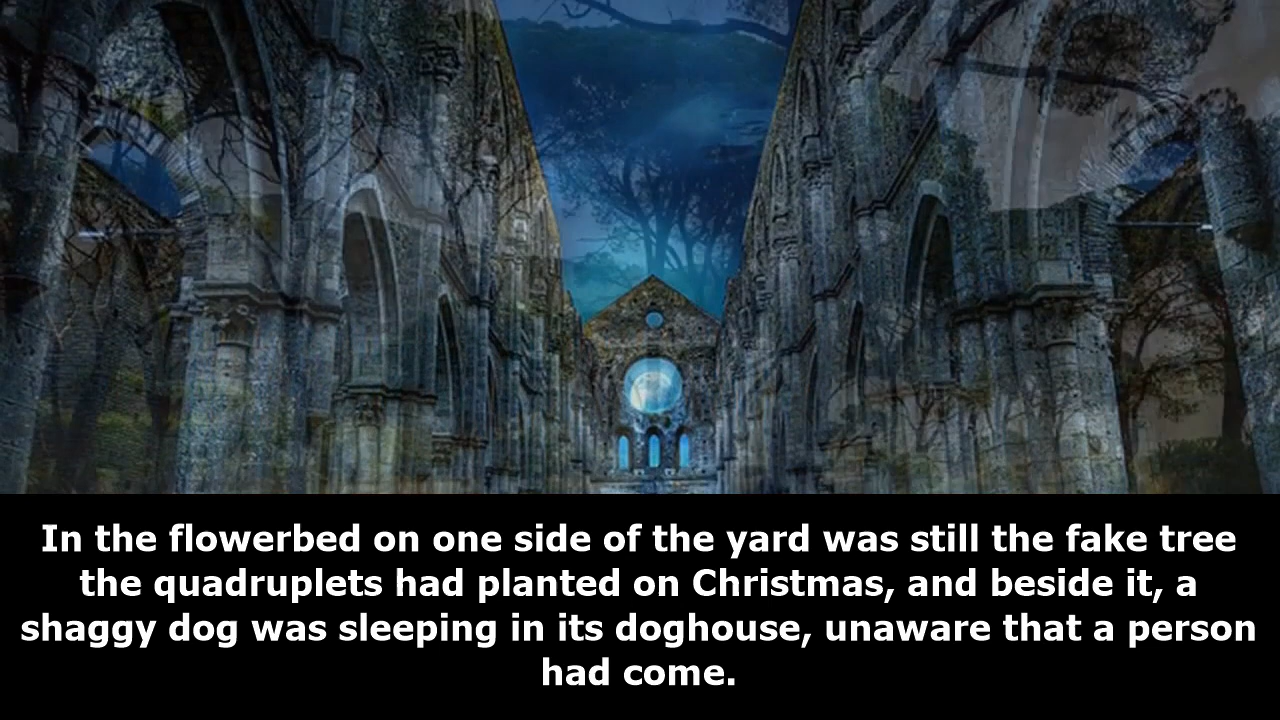 In the flowerbed on one side of the yard was still the fake tree
the quadruplets had planted on Christmas, and beside it, a
shaggy dog was sleeping in its doghouse, unaware that a person
had come.